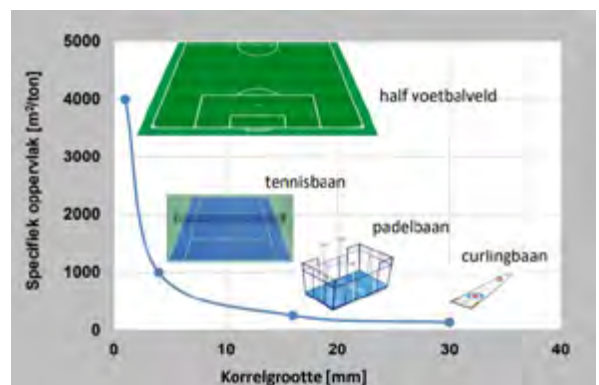 5000
4000
3000
2000
1000
0
Specifiek oppervlak [m²/ton]
half voetbalveld
tennisbaan
padelbaan
curlingbaan
0 10 20 30 40
Korrelgrootte [mm]